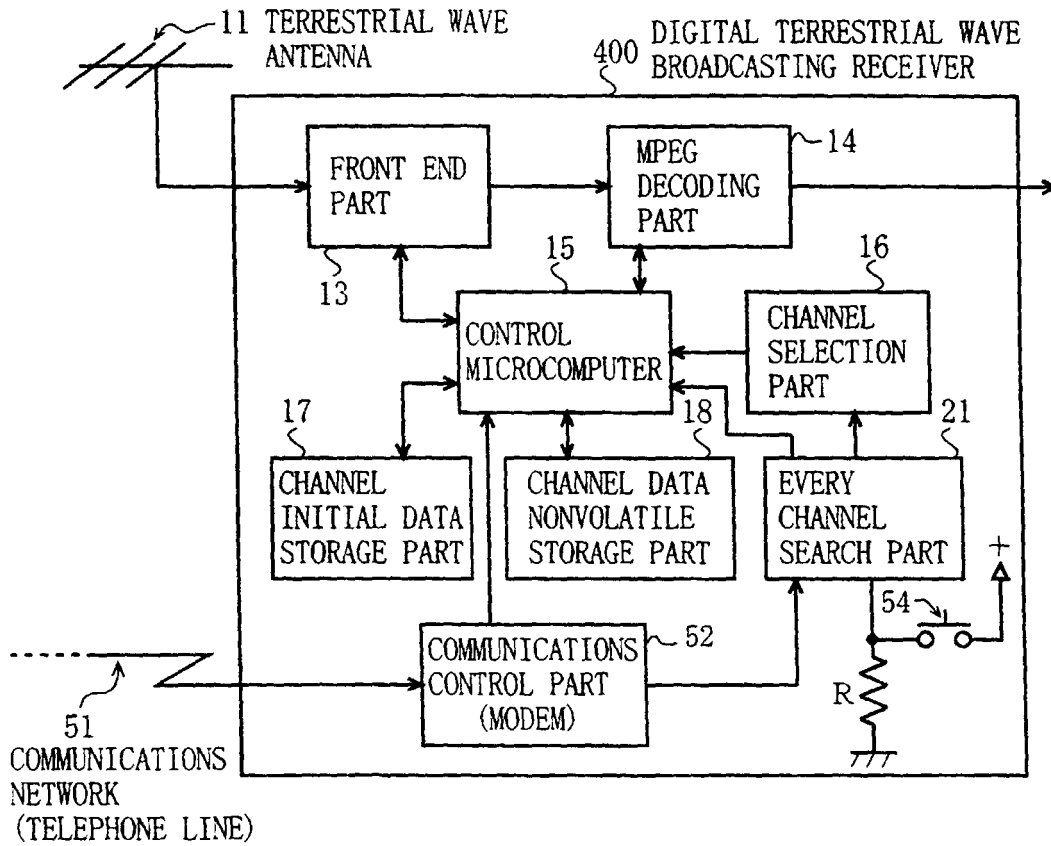 11 TERRESTRIAL WAVE
ANTENNA
400
DIGITAL TERRESTRIAL WAVE
BROADCASTING RECEIVER
FRONT END
PART
13
MPEG
DECODING
PART
14
15
CONTROL
MICROCOMPUTER
16
CHANNEL
SELECTION
PART
17
CHANNEL
INITIAL DATA
STORAGE PART
18
CHANNEL DATA
NONVOLATILE
STORAGE PART
21
EVERY
CHANNEL
SEARCH PART
+
54
R
52
COMMUNICATIONS
CONTROL PART
(MODEM)
51
COMMUNICATIONS
NETWORK
(TELEPHONE LINE)